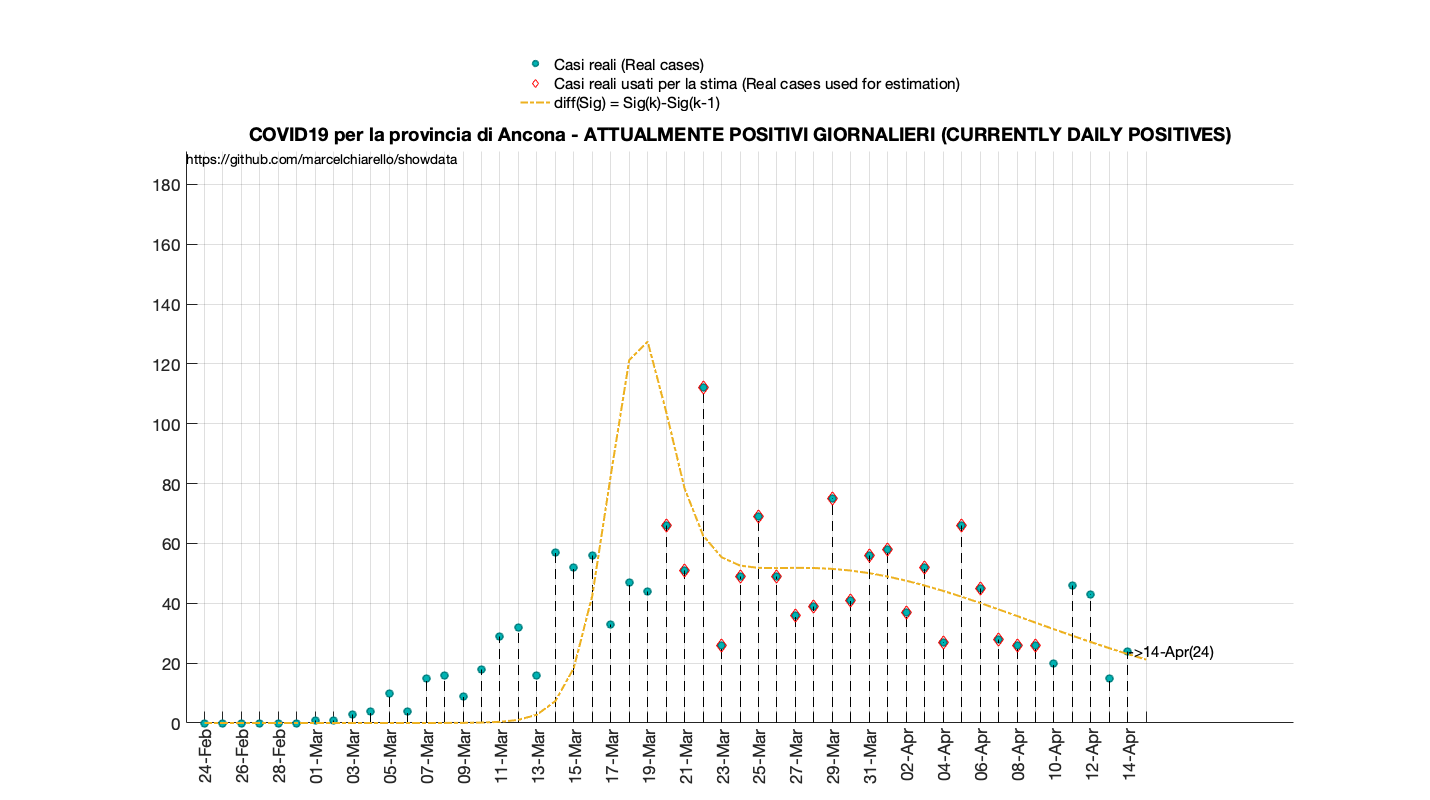 Casi reali (Real cases)
Casi reali usati per la stima (Real cases used for estimation)
diff(Sig) = Sig(k)-Sig(k-1)
COVID19 per la provincia di Ancona - ATTUALMENTE POSITIVI GIORNALIERI (CURRENTLY DAILY POSITIVES)
https://github.com/marcelchiarello/showdata
180
160
140
120
100
80
60
40
20
0
->14-Apr(24)
24-Feb
26-Feb
28-Feb
01-Mar
03-Mar
05-Mar
07-Mar
09-Mar
11-Mar
13-Mar
15-Mar
17-Mar
19-Mar
21-Mar
23-Mar
25-Mar
27-Mar
29-Mar
31-Mar
02-Apr
04-Apr
06-Apr
08-Apr
10-Apr
12-Apr
14-Apr